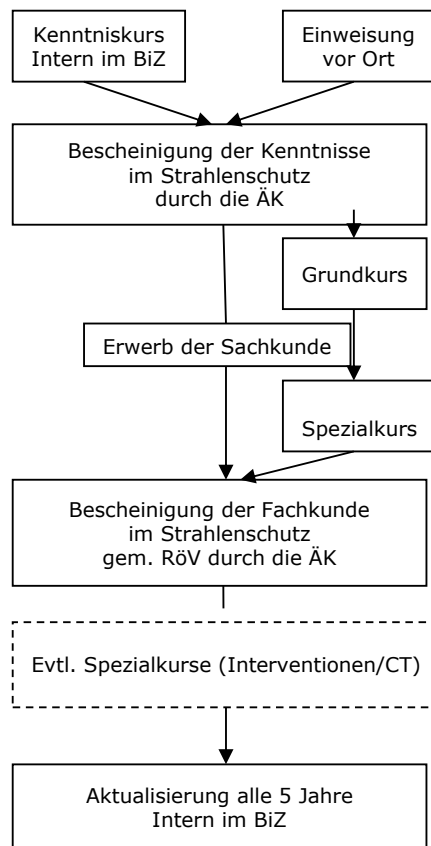 Kenntniskurs
Intern im BiZ
Einweisung
vor Ort
Bescheinigung der Kenntnisse
im Strahlenschutz
durch die ÄK
Grundkurs
Erwerb der Sachkunde
Spezialkurs
Bescheinigung der Fachkunde
im Strahlenschutz
gem. RöV durch die ÄK
Evtl. Spezialkurse (Interventionen/CT)
Aktualisierung alle 5 Jahre
Intern im BiZ